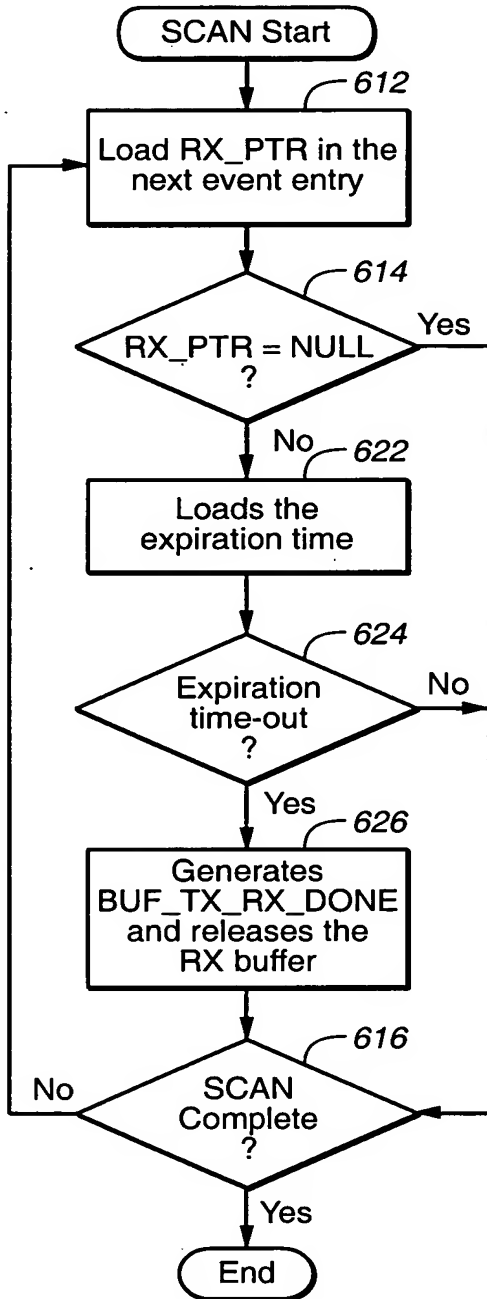 SCAN Start
612
Load RX_PTR in the
next event entry
614
RX_PTR = NULL
?
Yes
No
622
Loads the
expiration time
624
Expiration
time-out
?
No
Yes
626
Generates
BUF_TX_RX_DONE
and releases the
RX buffer
616
No
SCAN
Complete
?
Yes
End